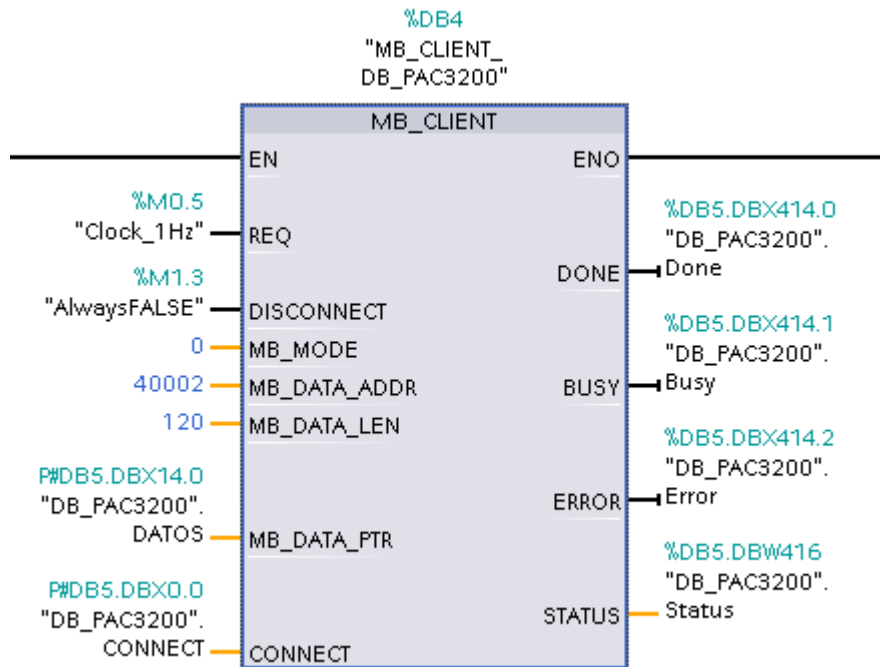 %DB4
"MB_CLIENT_
DB_PAC3200"
MB_CLIENT
EN
ENO
%M0.5
"Clock_1Hz"
REQ
%DB5.DBX414.0
"DB_PAC3200".
Done
DONE
%M1.3
"AlwaysFALSE"
DISCONNECT
0
MB_MODE
%DB5.DBX414.1
"DB_PAC3200".
Busy
BUSY
40002
MB_DATA_ADDR
120
MB_DATA_LEN
%DB5.DBX414.2
"DB_PAC3200".
Error
ERROR
P#DB5.DBX14.0
"DB_PAC3200".
DATOS
MB_DATA_PTR
%DB5.DBW416
"DB_PAC3200".
Status
STATUS
P#DB5.DBX0.0
"DB_PAC3200".
CONNECT
CONNECT